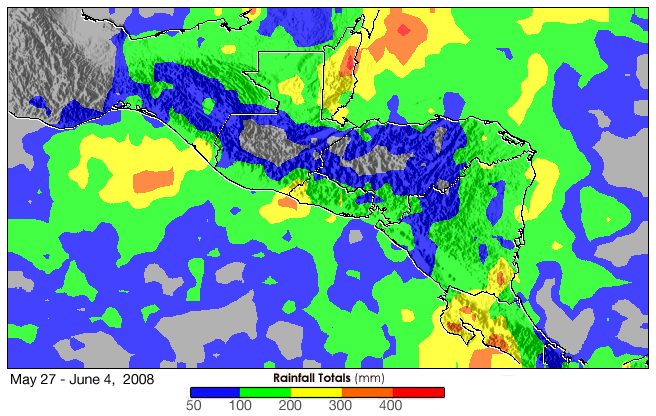 May 27 - June 4, 2008
Rainfall Totals (mm)
50 100 200 300 400